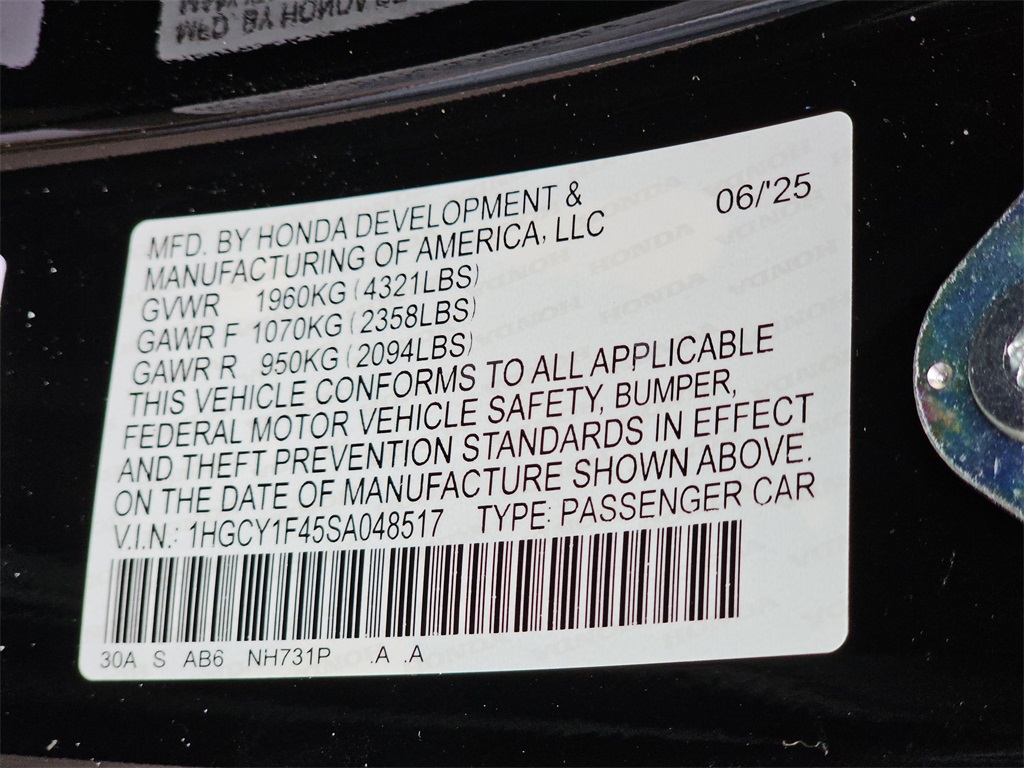 MFD. BY HONDA DEVELOPMENT &
MANUFACTURING OF AMERICA, LLC
06/'25
GVWR 1960KG (4321LBS)
GAWR F 1070KG (2358LBS)
GAWR R 950KG (2094LBS)
THIS VEHICLE CONFORMS TO ALL APPLICABLE
FEDERAL MOTOR VEHICLE SAFETY, BUMPER,
AND THEFT PREVENTION STANDARDS IN EFFECT
ON THE DATE OF MANUFACTURE SHOWN ABOVE.
V.I.N.: 1HGCY1F45SA048517 TYPE: PASSENGER CAR
30A S AB6 NH731P .A .A